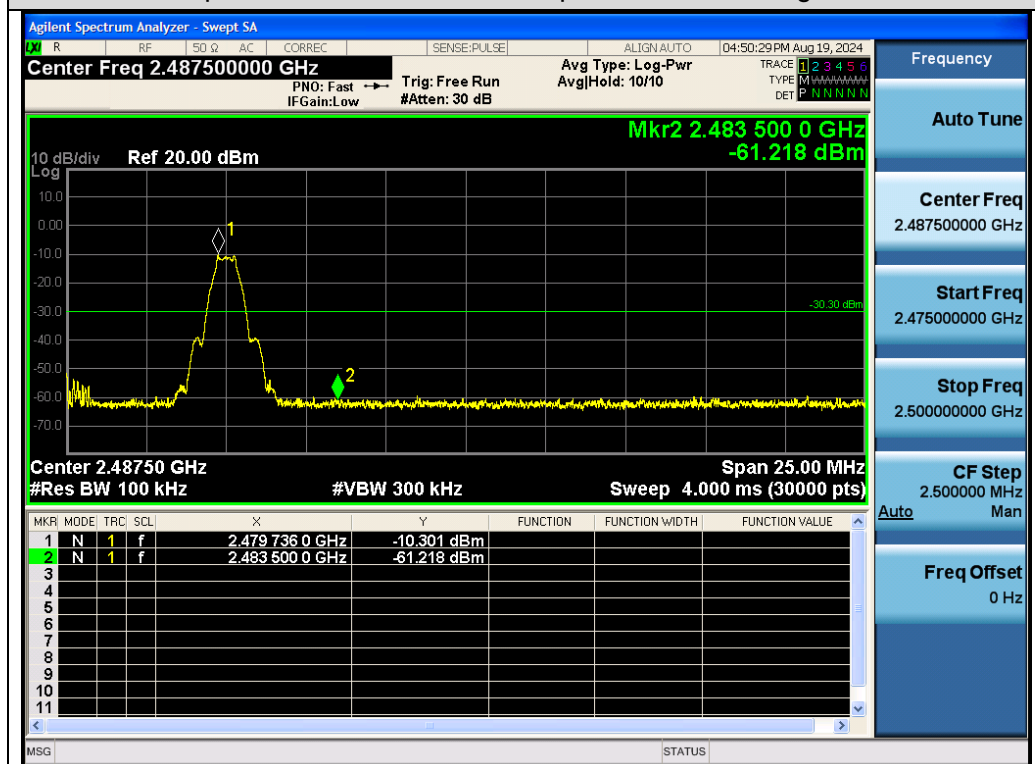 Agilent Spectrum Analyzer - Swept SA
LXI R RF 50 Ω AC CORREC SENSE:PULSE ALIGN AUTO 04:50:29 PM Aug 19, 2024
Center Freq 2.487500000 GHz
PNO: Fast
IFGain:Low
Trig: Free Run
#Atten: 30 dB
Avg Type: Log-Pwr
Avg|Hold: 10/10
TRACE 1 2 3 4 5 6
TYPE M WWWWW
DET P N N N N N
Mkr2 2.483 500 0 GHz
-61.218 dBm
10 dB/div Ref 20.00 dBm
Log
10.0
0.00
-10.0
-20.0
-30.0
-40.0
-50.0
-60.0
-70.0
1
2
-30.30 dBm
Center 2.48750 GHz Span 25.00 MHz
#Res BW 100 kHz #VBW 300 kHz Sweep 4.000 ms (30000 pts)
MKR MODE TRC SCL X Y FUNCTION FUNCTION WIDTH FUNCTION VALUE
1 N 1 f 2.479 736 0 GHz -10.301 dBm
2 N 1 f 2.483 500 0 GHz -61.218 dBm
3
4
5
6
7
8
9
10
11
MSG STATUS
Frequency
Auto Tune
Center Freq
2.487500000 GHz
Start Freq
2.475000000 GHz
Stop Freq
2.500000000 GHz
CF Step
2.500000 MHz
Auto Man
Freq Offset
0 Hz